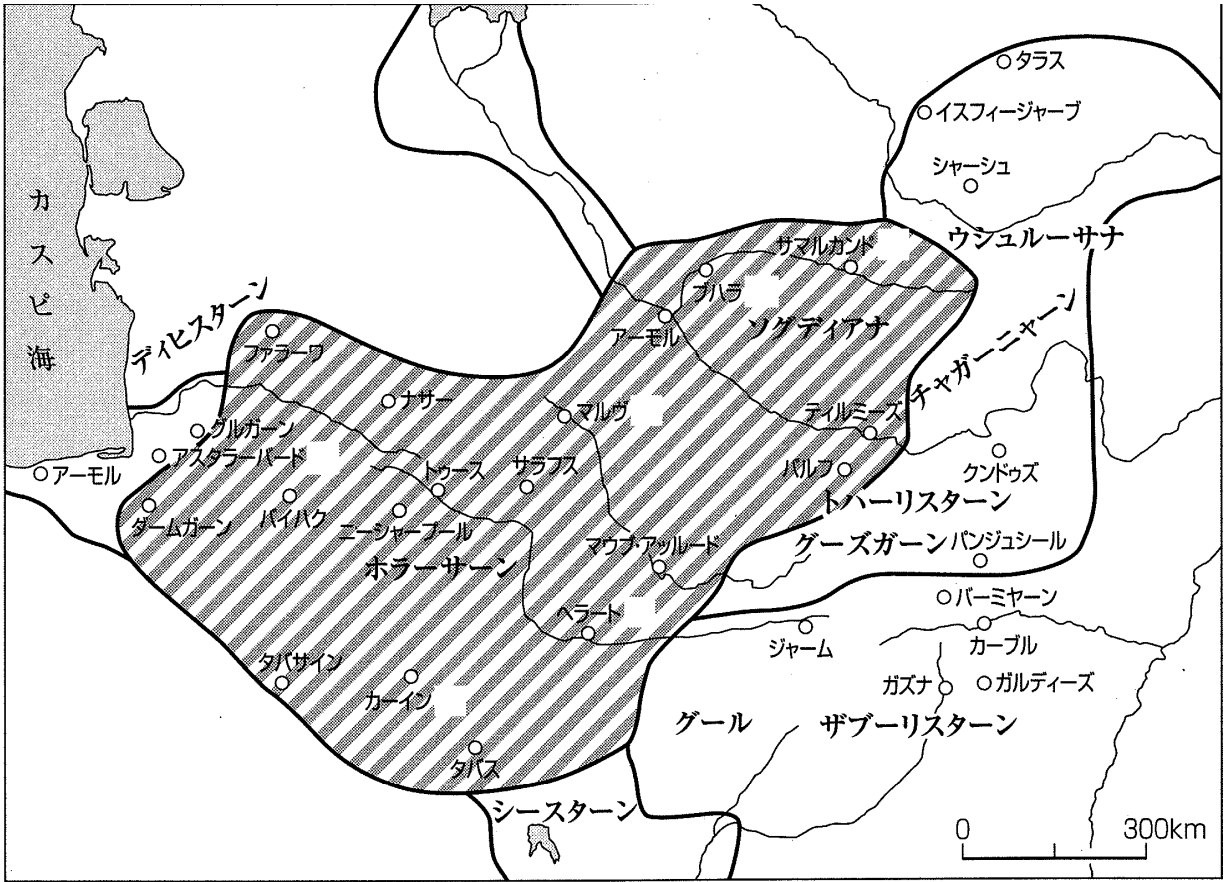 タラス
イスフィージャーブ
シャーシュ
ウシュルーサナ
カスピ海
サマルカンド
ブハラ
アーモル
ソグディアナ
ディヒスターン
ファラーワ
チャガーニャーン
ナサー
マルヴ
ティルミーズ
グルガーン
アスタラーバード
アーモル
トゥース
サラフス
バルフ
クンドゥズ
ダームガーン
バイハク
ニーシャープール
トハーリスターン
ホラーサーン
マウブ・アッルード
グーズガーン
パンジュシール
バーミヤーン
ヘラート
ジャーム
カーブル
タバサイン
カーイン
ガズナ
ガルディーズ
グール
ザブーリスターン
タバス
シースターン
0 300km